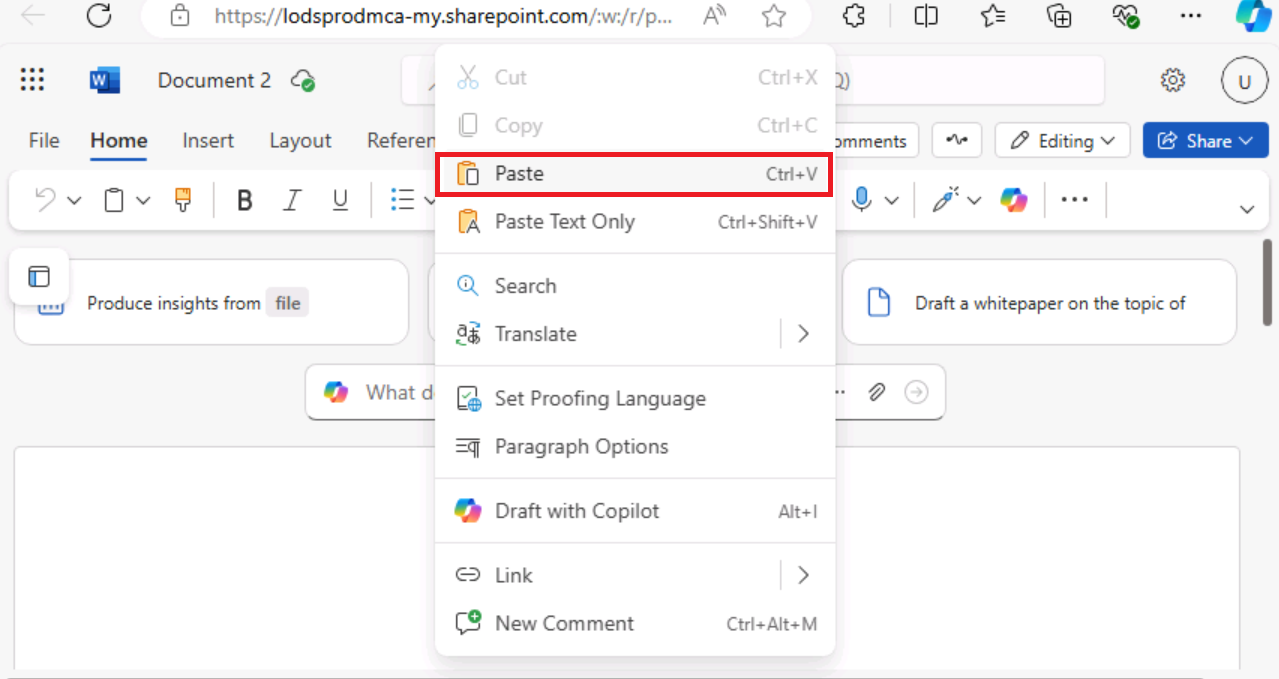 https://lodsprodmca-my.sharepoint.com/:w:/r/p...
W Document 2 Q) U
File Home Insert Layout Referen omments Editing Share
B I U
Cut Ctrl+X
Copy Ctrl+C
Paste Ctrl+V
Paste Text Only Ctrl+Shift+V
Search
Translate
Set Proofing Language
Paragraph Options
Draft with Copilot Alt+I
Link
New Comment Ctrl+Alt+M
Produce insights from file
Draft a whitepaper on the topic of
What d